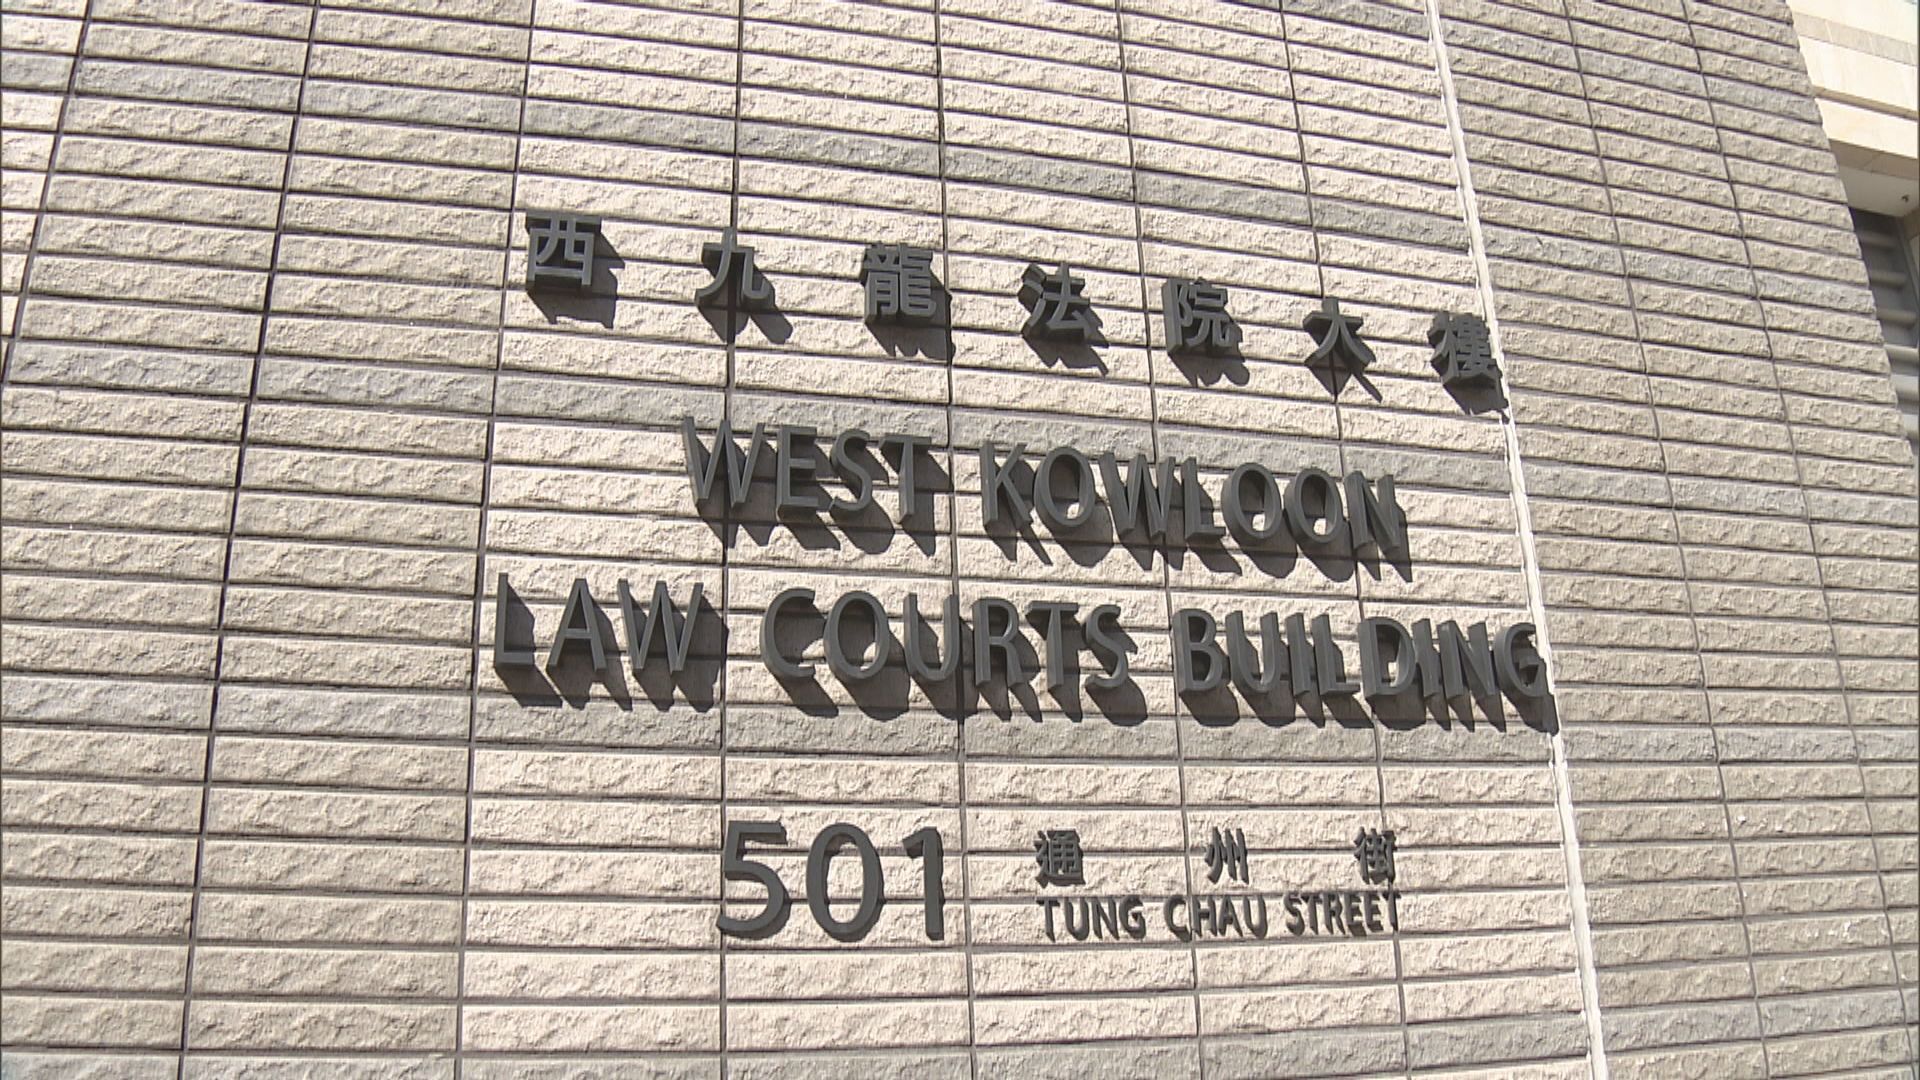 西九龍法院大樓
WEST KOWLOON
LAW COURTS BUILDING
501 通州街
TUNG CHAU STREET